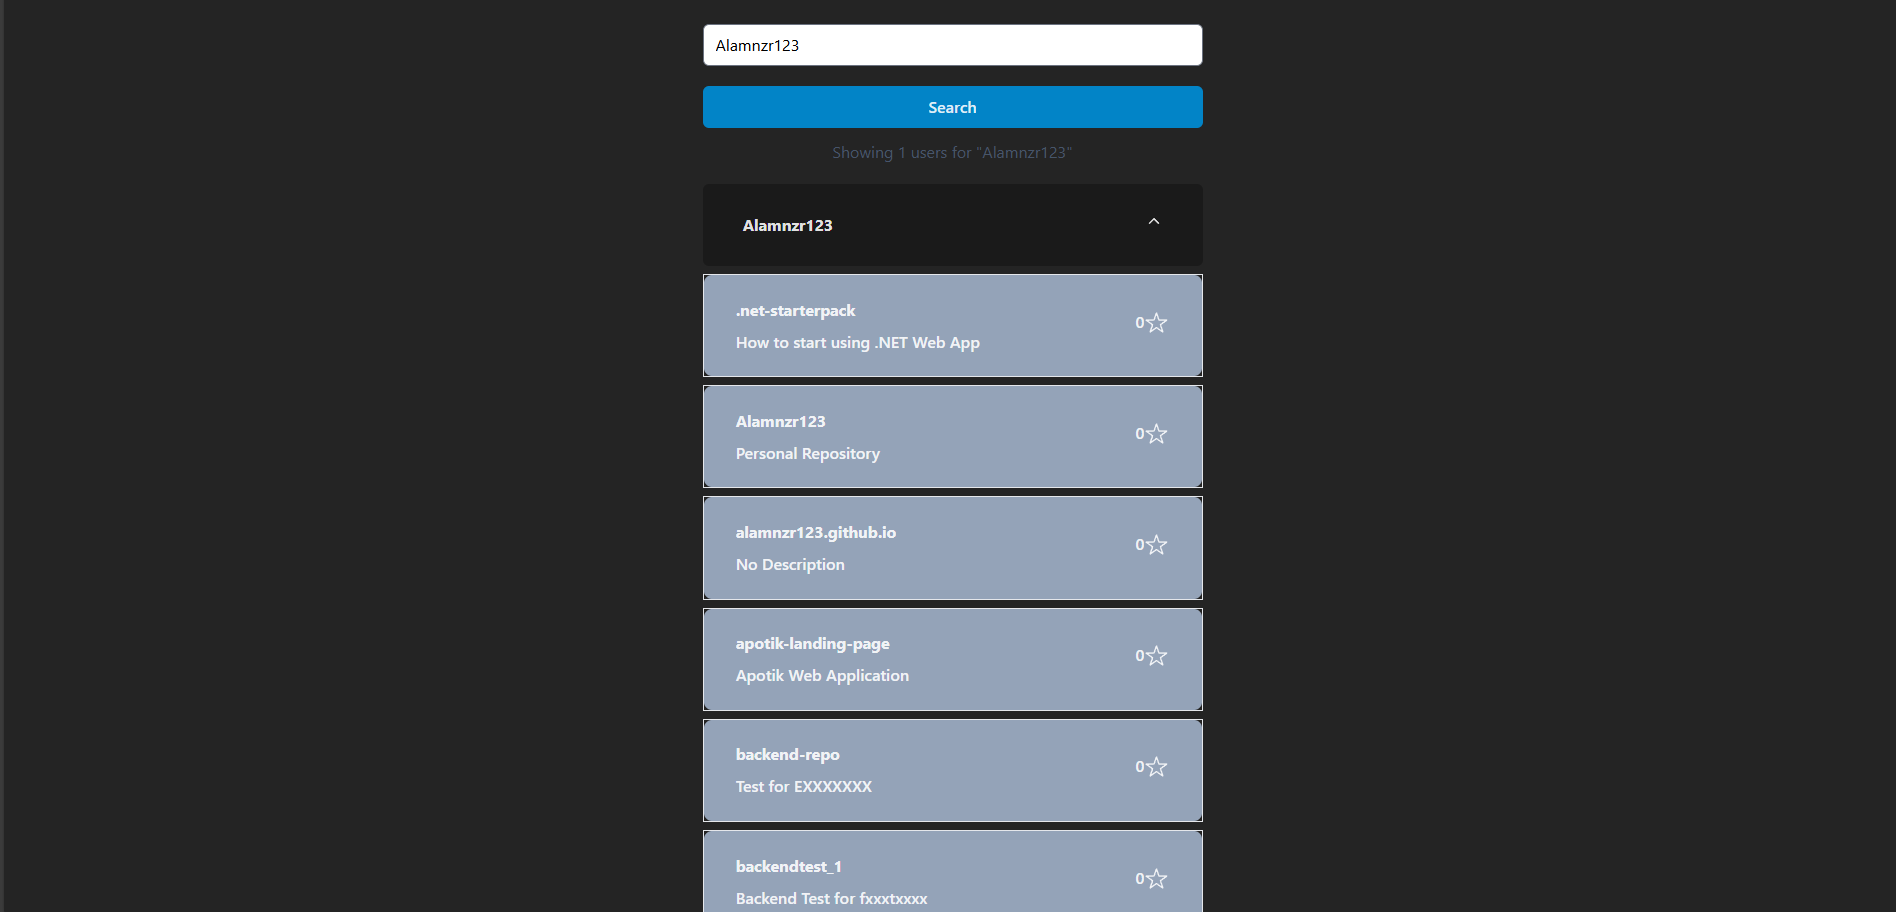 Alamnzr123
Search
Showing 1 users for "Alamnzr123"
Alamnzr123
.net-starterpack
0
How to start using .NET Web App
Alamnzr123
0
Personal Repository
alamnzr123.github.io
0
No Description
apotik-landing-page
0
Apotik Web Application
backend-repo
0
Test for EXXXXXXX
backendtest_1
0
Backend Test for fxxxtxxxx